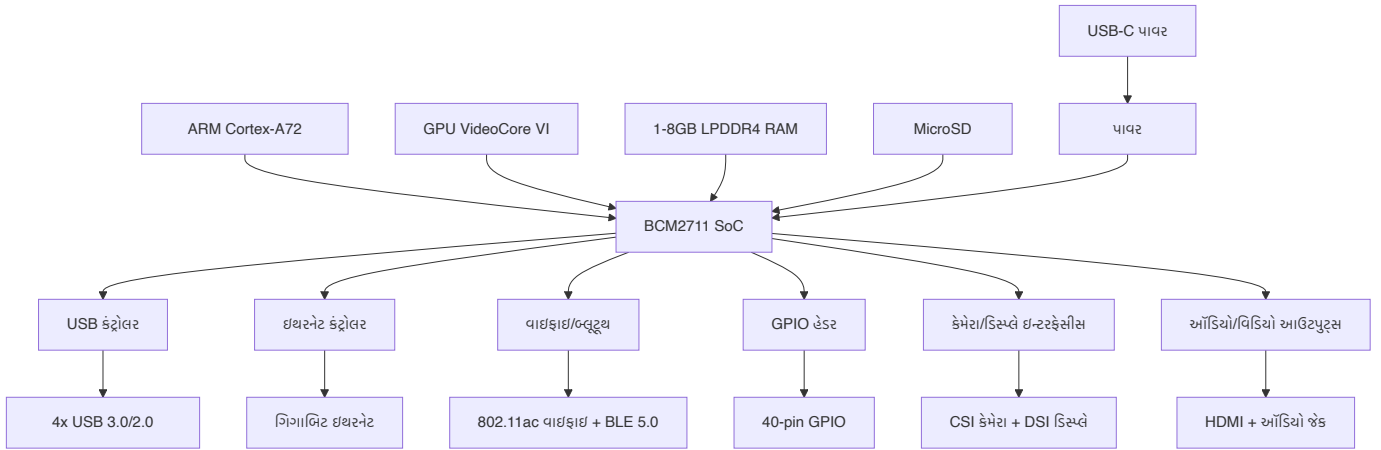 USB-C પાવર
ARM Cortex-A72
GPU VideoCore VI
1-8GB LPDDR4 RAM
MicroSD
પાવર
BCM2711 SoC
USB કંટ્રોલર
ઇથરનેટ કંટ્રોલર
વાઇફાઇ/બ્લૂટૂથ
GPIO હેડર
કેમેરા/ડિસ્પ્લે ઇન્ટરફેસીસ
ઑડિયો/વિડિયો આઉટપુટ્સ
4x USB 3.0/2.0
ગિગાબિટ ઇથરનેટ
802.11ac વાઇફાઇ + BLE 5.0
40-pin GPIO
CSI કેમેરા + DSI ડિસ્પ્લે
HDMI + ઑડિયો જેક